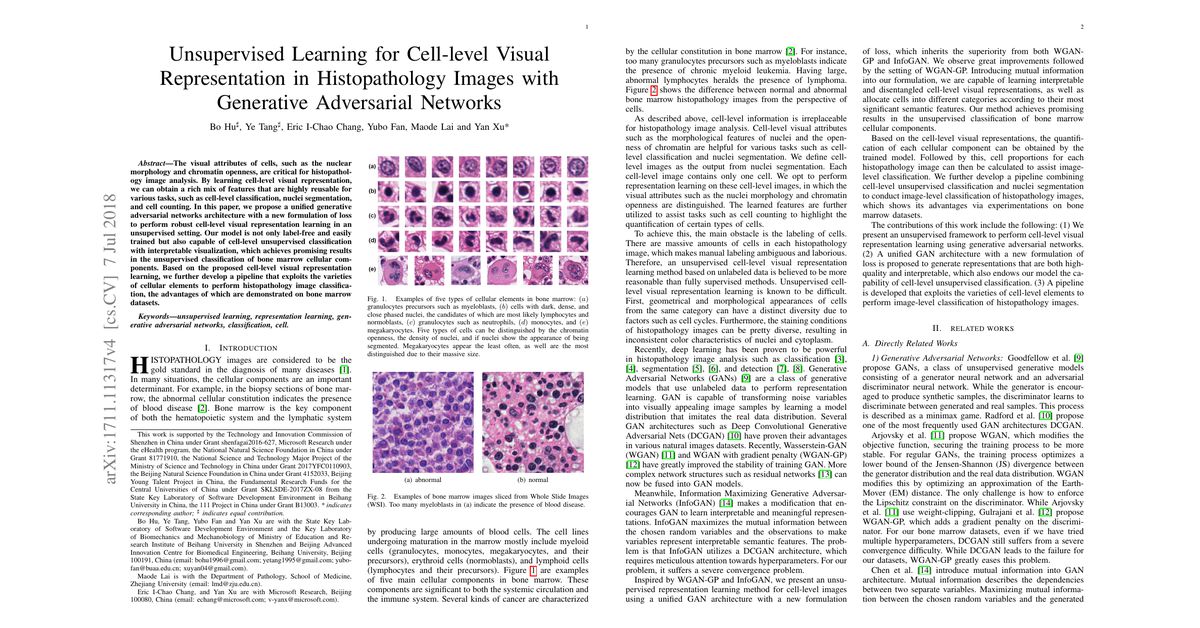 1
Unsupervised Learning for Cell-level Visual
Representation in Histopathology Images with
Generative Adversarial Networks
Bo Hu♯, Ye Tang♯, Eric I-Chao Chang, Yubo Fan, Maode Lai and Yan Xu*
arXiv:1711.11317v4 [cs.CV] 7 Jul 2018
Abstract—The visual attributes of cells, such as the nuclear
morphology and chromatin openness, are critical for histopathol-
ogy image analysis. By learning cell-level visual representation,
we can obtain a rich mix of features that are highly reusable for
various tasks, such as cell-level classification, nuclei segmentation,
and cell counting. In this paper, we propose a unified generative
adversarial networks architecture with a new formulation of loss
to perform robust cell-level visual representation learning in an
unsupervised setting. Our model is not only label-free and easily
trained but also capable of cell-level unsupervised classification
with interpretable visualization, which achieves promising results
in the unsupervised classification of bone marrow cellular com-
ponents. Based on the proposed cell-level visual representation
learning, we further develop a pipeline that exploits the varieties
of cellular elements to perform histopathology image classifica-
tion, the advantages of which are demonstrated on bone marrow
datasets.
Keywords—unsupervised learning, representation learning, gen-
erative adversarial networks, classification, cell.
I. INTRODUCTION
HISTOPATHOLOGY images are considered to be the
gold standard in the diagnosis of many diseases [1].
In many situations, the cellular components are an important
determinant. For example, in the biopsy sections of bone mar-
row, the abnormal cellular constitution indicates the presence
of blood disease [2]. Bone marrow is the key component
of both the hematopoietic system and the lymphatic system
This work is supported by the Technology and Innovation Commission of
Shenzhen in China under Grant shenfagai2016-627, Microsoft Research under
the eHealth program, the National Natural Science Foundation in China under
Grant 81771910, the National Science and Technology Major Project of the
Ministry of Science and Technology in China under Grant 2017YFC0110903,
the Beijing Natural Science Foundation in China under Grant 4152033, Beijing
Young Talent Project in China, the Fundamental Research Funds for the
Central Universities of China under Grant SKLSDE-2017ZX-08 from the
State Key Laboratory of Software Development Environment in Beihang
University in China, the 111 Project in China under Grant B13003. * indicates
corresponding author; ♯ indicates equal contribution.
Bo Hu, Ye Tang, Yubo Fan and Yan Xu are with the State Key Lab-
oratory of Software Development Environment and the Key Laboratory
of Biomechanics and Mechanobiology of Ministry of Education and Re-
search Institute of Beihang University in Shenzhen and Beijing Advanced
Innovation Centre for Biomedical Engineering, Beihang University, Beijing
100191, China (email: bohu1996@gmail.com; yetang1995@gmail.com; yubo-
fan@buaa.edu.cn; xuyan04@gmail.com).
Maode Lai is with the Department of Pathology, School of Medicine,
Zhejiang University (email: lmd@zju.edu.cn).
Eric I-Chao Chang, and Yan Xu are with Microsoft Research, Beijing
100080, China (email: echang@microsoft.com; v-yanx@microsoft.com).
(a)
(b)
(c)
(d)
(e)
Fig. 1. Examples of five types of cellular elements in bone marrow: (a)
granulocytes precursors such as myeloblasts, (b) cells with dark, dense, and
close phased nuclei, the candidates of which are most likely lymphocytes and
normoblasts, (c) granulocytes such as neutrophils, (d) monocytes, and (e)
megakaryocytes. Five types of cells can be distinguished by the chromatin
openness, the density of nuclei, and if nuclei show the appearance of being
segmented. Megakaryocytes appear the least often, as well are the most
distinguished due to their massive size.
(a) abnormal
(b) normal
Fig. 2. Examples of bone marrow images sliced from Whole Slide Images
(WSI). Too many myeloblasts in (a) indicate the presence of blood disease.
by producing large amounts of blood cells. The cell lines
undergoing maturation in the marrow mostly include myeloid
cells (granulocytes, monocytes, megakaryocytes, and their
precursors), erythroid cells (normoblasts), and lymphoid cells
(lymphocytes and their precursors). Figure 1 are examples
of five main cellular components in bone marrow. These
components are significant to both the systemic circulation and
the immune system. Several kinds of cancer are characterized
2
by the cellular constitution in bone marrow [2]. For instance,
too many granulocytes precursors such as myeloblasts indicate
the presence of chronic myeloid leukemia. Having large,
abnormal lymphocytes heralds the presence of lymphoma.
Figure 2 shows the difference between normal and abnormal
bone marrow histopathology images from the perspective of
cells.
As described above, cell-level information is irreplaceable
for histopathology image analysis. Cell-level visual attributes
such as the morphological features of nuclei and the open-
ness of chromatin are helpful for various tasks such as cell-
level classification and nuclei segmentation. We define cell-
level images as the output from nuclei segmentation. Each
cell-level image contains only one cell. We opt to perform
representation learning on these cell-level images, in which the
visual attributes such as the nuclei morphology and chromatin
openness are distinguished. The learned features are further
utilized to assist tasks such as cell counting to highlight the
quantification of certain types of cells.
To achieve this, the main obstacle is the labeling of cells.
There are massive amounts of cells in each histopathology
image, which makes manual labeling ambiguous and laborious.
Therefore, an unsupervised cell-level visual representation
learning method based on unlabeled data is believed to be more
reasonable than fully supervised methods. Unsupervised cell-
level visual representation learning is known to be difficult.
First, geometrical and morphological appearances of cells
from the same category can have a distinct diversity due to
factors such as cell cycles. Furthermore, the staining conditions
of histopathology images can be pretty diverse, resulting in
inconsistent color characteristics of nuclei and cytoplasm.
Recently, deep learning has been proven to be powerful
in histopathology image analysis such as classification [3],
[4], segmentation [5], [6], and detection [7], [8]. Generative
Adversarial Networks (GANs) [9] are a class of generative
models that use unlabeled data to perform representation
learning. GAN is capable of transforming noise variables
into visually appealing image samples by learning a model
distribution that imitates the real data distribution. Several
GAN architectures such as Deep Convolutional Generative
Adversarial Nets (DCGAN) [10] have proven their advantages
in various natural images datasets. Recently, Wasserstein-GAN
(WGAN) [11] and WGAN with gradient penalty (WGAN-GP)
[12] have greatly improved the stability of training GAN. More
complex network structures such as residual networks [13] can
now be fused into GAN models.
Meanwhile, Information Maximizing Generative Adversar-
ial Networks (InfoGAN) [14] makes a modification that en-
courages GAN to learn interpretable and meaningful represen-
tations. InfoGAN maximizes the mutual information between
the chosen random variables and the observations to make
variables represent interpretable semantic features. The prob-
lem is that InfoGAN utilizes a DCGAN architecture, which
requires meticulous attention towards hyperparameters. For our
problem, it suffers a severe convergence problem.
Inspired by WGAN-GP and InfoGAN, we present an unsu-
pervised representation learning method for cell-level images
using a unified GAN architecture with a new formulation
of loss, which inherits the superiority from both WGAN-
GP and InfoGAN. We observe great improvements followed
by the setting of WGAN-GP. Introducing mutual information
into our formulation, we are capable of learning interpretable
and disentangled cell-level visual representations, as well as
allocate cells into different categories according to their most
significant semantic features. Our method achieves promising
results in the unsupervised classification of bone marrow
cellular components.
Based on the cell-level visual representations, the quantifi-
cation of each cellular component can be obtained by the
trained model. Followed by this, cell proportions for each
histopathology image can then be calculated to assist image-
level classification. We further develop a pipeline combining
cell-level unsupervised classification and nuclei segmentation
to conduct image-level classification of histopathology images,
which shows its advantages via experimentations on bone
marrow datasets.
The contributions of this work include the following: (1) We
present an unsupervised framework to perform cell-level visual
representation learning using generative adversarial networks.
(2) A unified GAN architecture with a new formulation of
loss is proposed to generate representations that are both high-
quality and interpretable, which also endows our model the ca-
pability of cell-level unsupervised classification. (3) A pipeline
is developed that exploits the varieties of cell-level elements to
perform image-level classification of histopathology images.
II. RELATED WORKS
A. Directly Related Works
1) Generative Adversarial Networks: Goodfellow et al. [9]
propose GANs, a class of unsupervised generative models
consisting of a generator neural network and an adversarial
discriminator neural network. While the generator is encour-
aged to produce synthetic samples, the discriminator learns to
discriminate between generated and real samples. This process
is described as a minimax game. Radford et al. [10] propose
one of the most frequently used GAN architectures DCGAN.
Arjovsky et al. [11] propose WGAN, which modifies the
objective function, securing the training process to be more
stable. For regular GANs, the training process optimizes a
lower bound of the Jensen-Shannon (JS) divergence between
the generator distribution and the real data distribution. WGAN
modifies this by optimizing an approximation of the Earth-
Mover (EM) distance. The only challenge is how to enforce
the Lipschitz constraint on the discriminator. While Arjovsky
et al. [11] use weight-clipping, Gulrajani et al. [12] propose
WGAN-GP, which adds a gradient penalty on the discrimi-
nator. For our bone marrow datasets, even if we have tried
multiple hyperparameters, DCGAN still suffers from a severe
convergence difficulty. While DCGAN leads to the failure for
our datasets, WGAN-GP greatly eases this problem.
Chen et al. [14] introduce mutual information into GAN
architecture. Mutual information describes the dependencies
between two separate variables. Maximizing mutual informa-
tion between the chosen random variables and the generated